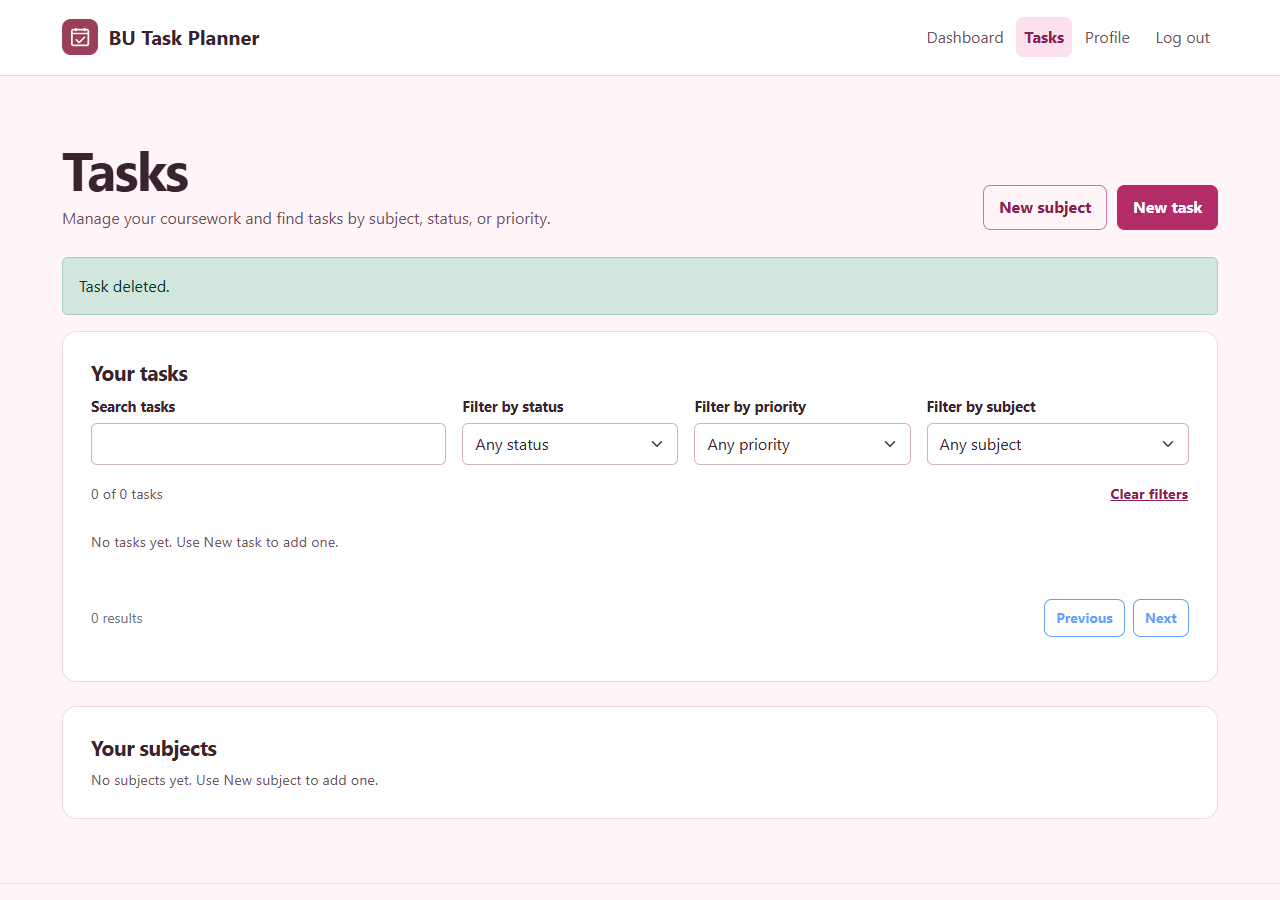 BU Task Planner
Dashboard Tasks Profile Log out
Tasks
Manage your coursework and find tasks by subject, status, or priority.
New subject New task
Task deleted.
Your tasks
Search tasks Filter by status Filter by priority Filter by subject
Any status Any priority Any subject
0 of 0 tasks Clear filters
No tasks yet. Use New task to add one.
0 results Previous Next
Your subjects
No subjects yet. Use New subject to add one.